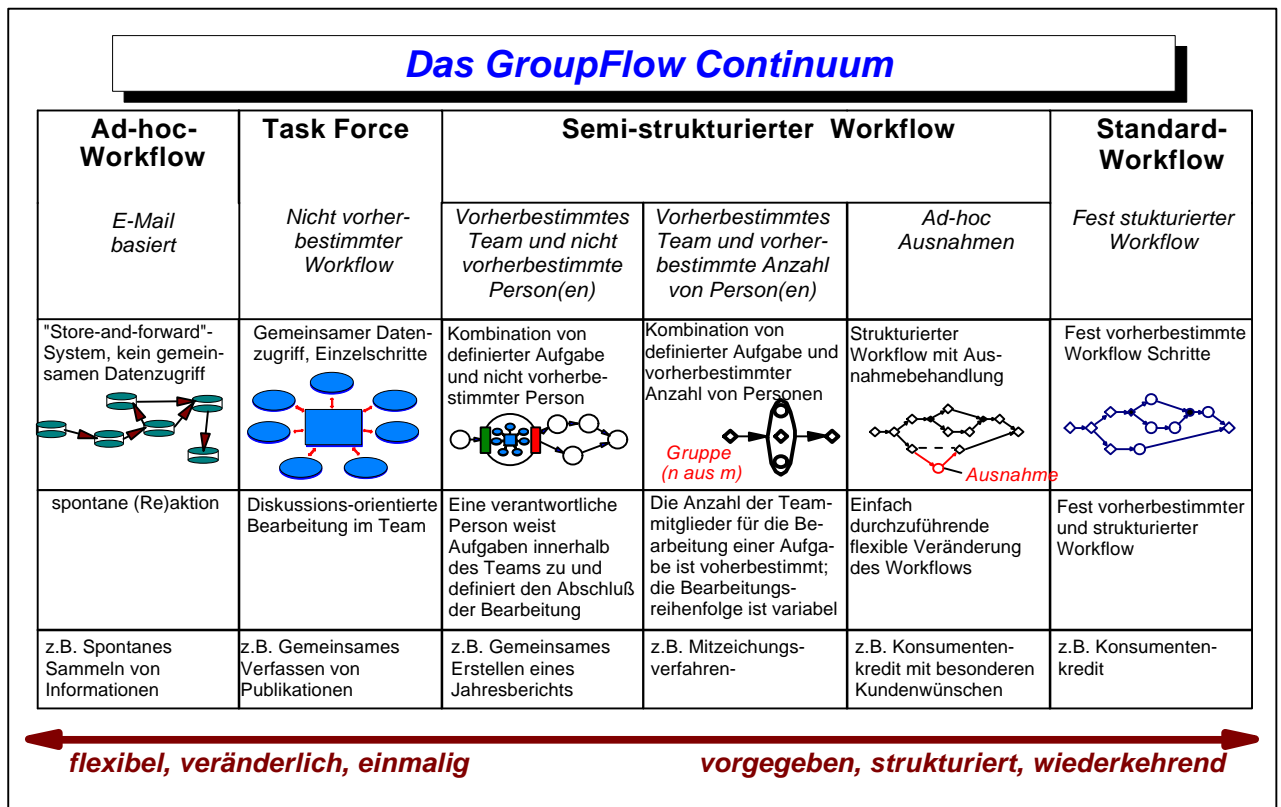 Das GroupFlow Continuum
Ad-hoc-
Workflow
Task Force
Semi-strukturierter Workflow
Standard-
Workflow
E-Mail
basiert
Nicht vorher-
bestimmter
Workflow
Vorherbestimmtes
Team und nicht
vorherbestimmte
Person(en)
Vorherbestimmtes
Team und vorher-
bestimmte Anzahl
von Person(en)
Ad-hoc
Ausnahmen
Fest stukturierter
Workflow
"Store-and-forward"-
System, kein gemein-
samen Datenzugriff
Gemeinsamer Daten-
zugriff, Einzelschritte
Kombination von
definierter Aufgabe
und nicht vorherbe-
stimmter Person
Kombination von
definierter Aufgabe und
vorherbestimmter
Anzahl von Personen
Gruppe
(n aus m)
Strukturierter
Workflow mit Aus-
nahmebehandlung
Ausnahme
Fest vorherbestimmte
Workflow Schritte
spontane (Re)aktion
Diskussions-orientierte
Bearbeitung im Team
Eine verantwortliche
Person weist
Aufgaben innerhalb
des Teams zu und
definiert den Abschluß
der Bearbeitung
Die Anzahl der Team-
mitglieder für die Be-
arbeitung einer Aufga-
be ist voherbestimmt;
die Bearbeitungs-
reihenfolge ist variabel
Einfach
durchzuführende
flexible Veränderung
des Workflows
Fest vorherbestimmter
und strukturierter
Workflow
z.B. Spontanes
Sammeln von
Informationen
z.B. Gemeinsames
Verfassen von
Publikationen
z.B. Gemeinsames
Erstellen eines
Jahresberichts
z.B. Mitzeichungs-
verfahren-
z.B. Konsumenten-
kredit mit besonderen
Kundenwünschen
z.B. Konsumenten-
kredit
flexibel, veränderlich, einmalig
vorgegeben, strukturiert, wiederkehrend